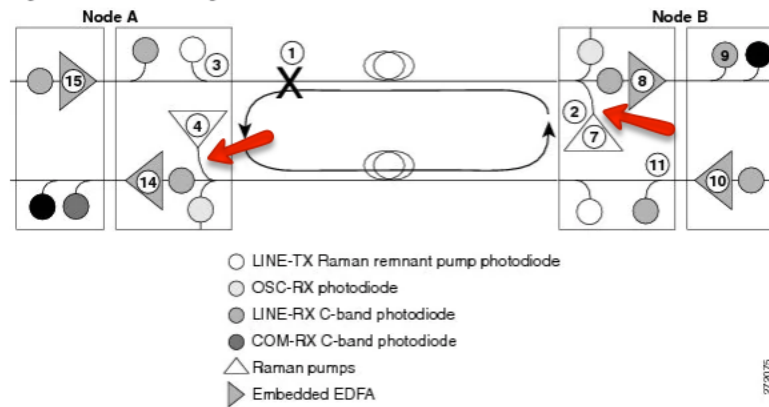 Node A Node B
1
3 9
15 8
4 2
7
11
14 10
LINE-TX Raman remnant pump photodiode
OSC-RX photodiode
LINE-RX C-band photodiode
COM-RX C-band photodiode
Raman pumps
Embedded EDFA
272075